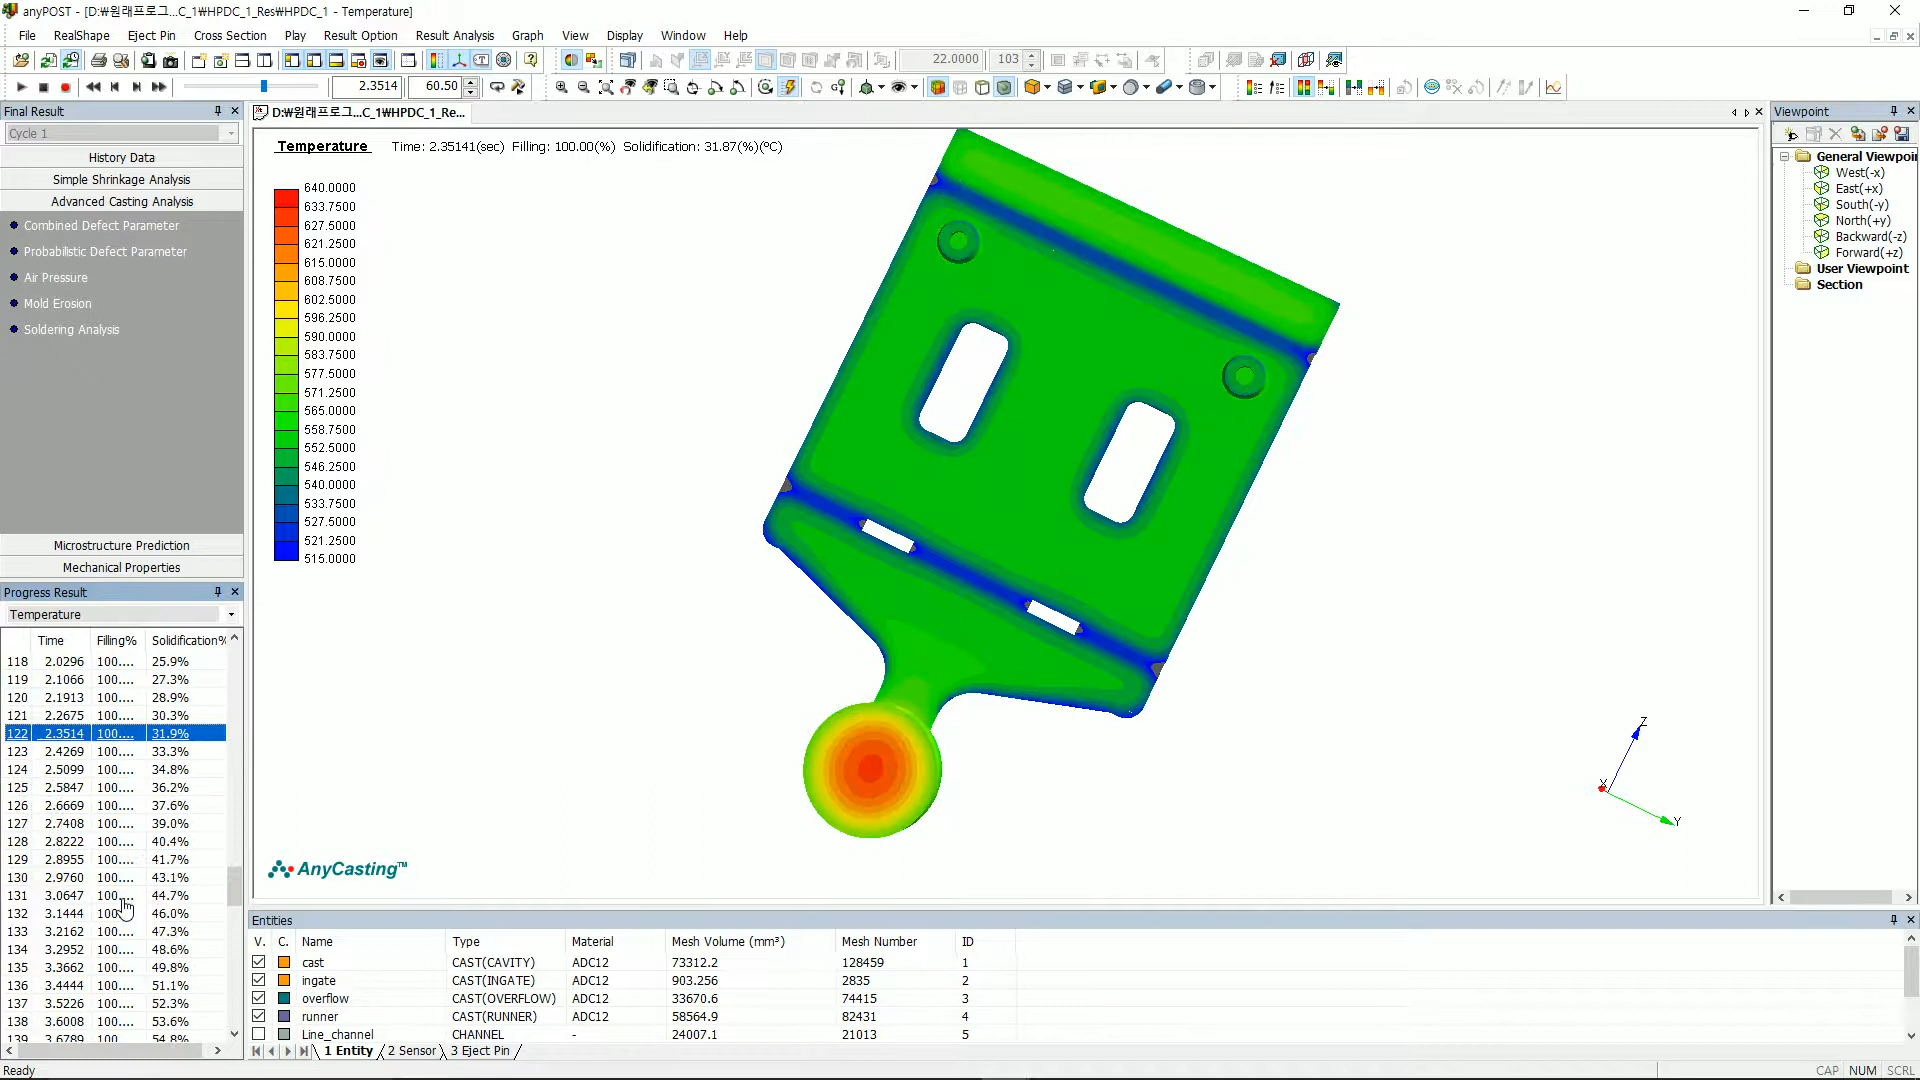 anyPOST - [D:₩원래프로그...C_1₩HPDC_1_Res₩HPDC_1 - Temperature]
File RealShape Eject Pin Cross Section Play Result Option Result Analysis Graph View Display Window Help
22.0000 103
2.3514 60.50
Final Result
Cycle 1
History Data
Simple Shrinkage Analysis
Advanced Casting Analysis
Combined Defect Parameter
Probabilistic Defect Parameter
Air Pressure
Mold Erosion
Soldering Analysis
Microstructure Prediction
Mechanical Properties
Progress Result
Temperature
Time Filling% Solidification%
118 2.0296 100.... 25.9%
119 2.1066 100.... 27.3%
120 2.1913 100.... 28.9%
121 2.2675 100.... 30.3%
122 2.3514 100.... 31.9%
123 2.4269 100.... 33.3%
124 2.5099 100.... 34.8%
125 2.5847 100.... 36.2%
126 2.6669 100.... 37.6%
127 2.7408 100.... 39.0%
128 2.8222 100.... 40.4%
129 2.8955 100.... 41.7%
130 2.9760 100.... 43.1%
131 3.0647 100.... 44.7%
132 3.1444 100.... 46.0%
133 3.2162 100.... 47.3%
134 3.2952 100.... 48.6%
135 3.3662 100.... 49.8%
136 3.4444 100.... 51.1%
137 3.5226 100.... 52.3%
138 3.6008 100.... 53.6%
139 3.6789 100.... 54.8%
D:₩원래프로그...C_1₩HPDC_1_Re...
Temperature Time: 2.35141(sec) Filling: 100.00(%) Solidification: 31.87(%)(ºC)
640.0000
633.7500
627.5000
621.2500
615.0000
608.7500
602.5000
596.2500
590.0000
583.7500
577.5000
571.2500
565.0000
558.7500
552.5000
546.2500
540.0000
533.7500
527.5000
521.2500
515.0000
Z
X
Y
AnyCasting™
Viewpoint
General Viewpoi
West(-x)
East(+x)
South(-y)
North(+y)
Backward(-z)
Forward(+z)
User Viewpoint
Section
Entities
V. C. Name Type Material Mesh Volume (mm³) Mesh Number ID
cast CAST(CAVITY) ADC12 73312.2 128459 1
ingate CAST(INGATE) ADC12 903.256 2835 2
overflow CAST(OVERFLOW) ADC12 33670.6 74415 3
runner CAST(RUNNER) ADC12 58564.9 82431 4
Line_channel CHANNEL - 24007.1 21013 5
1 Entity 2 Sensor 3 Eject Pin
Ready
CAP NUM SCRL